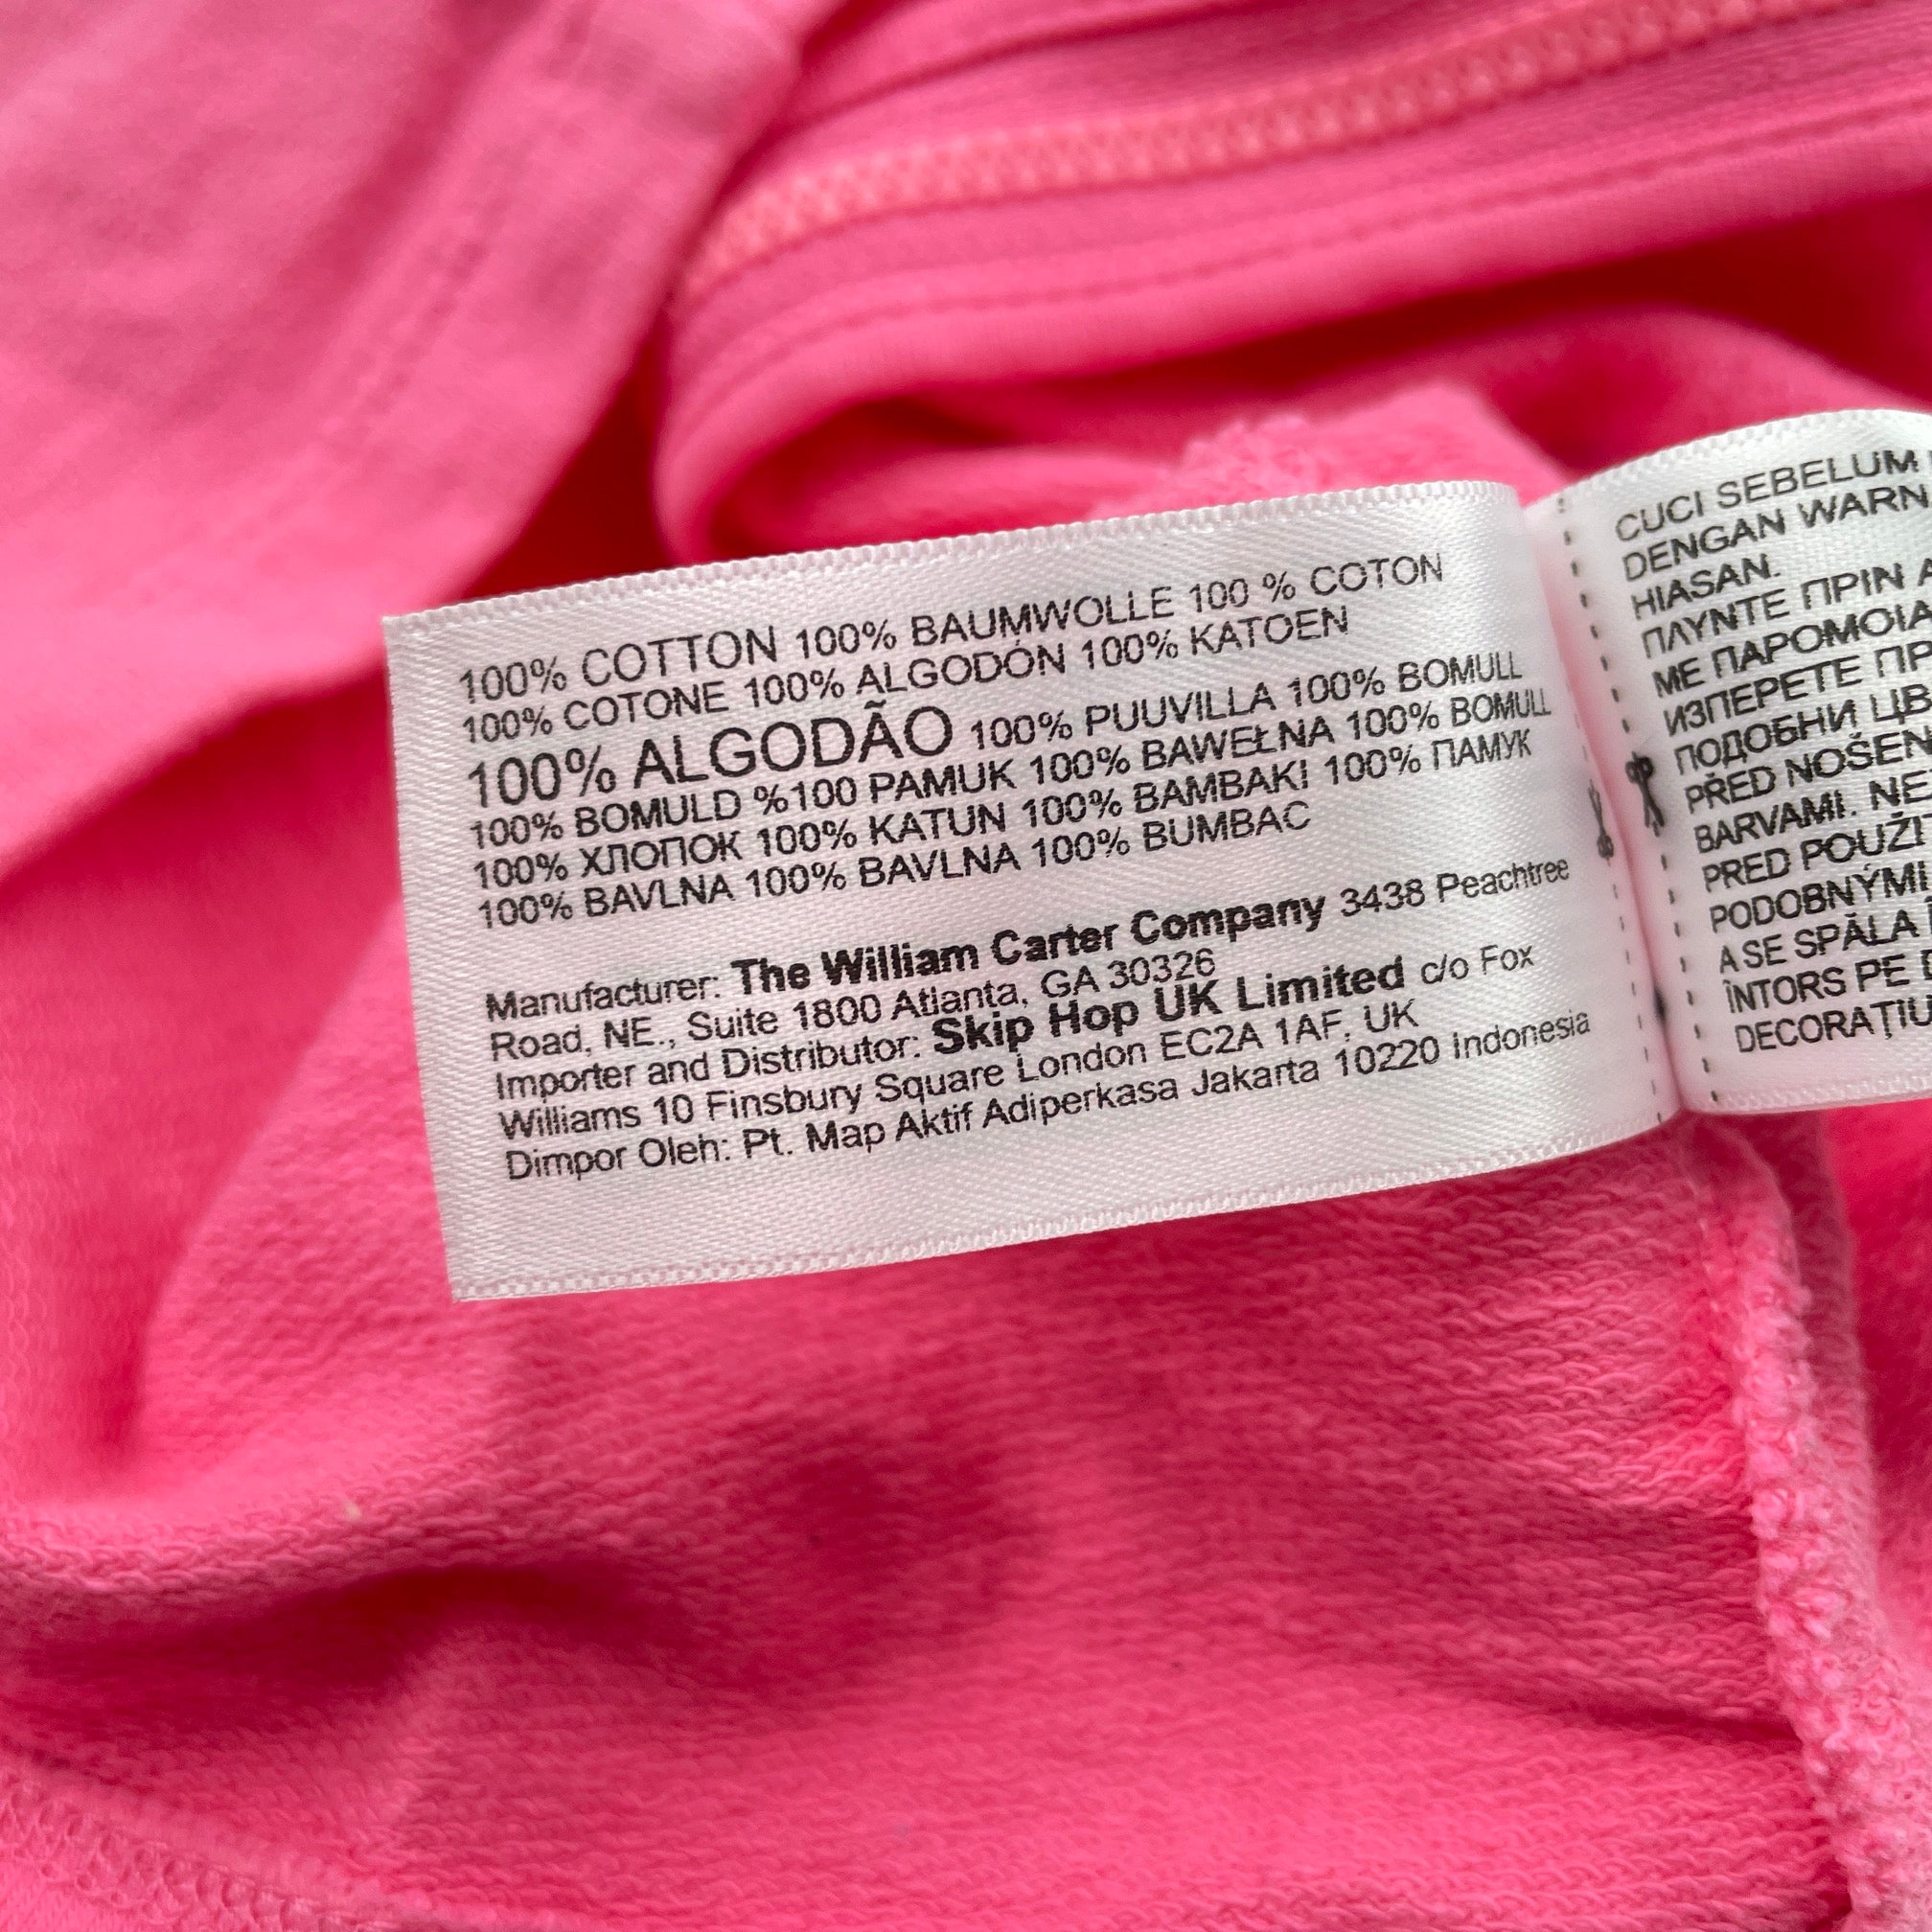 100% COTTON 100% BAUMWOLLE 100 % COTON
100% COTONE 100% ALGODÓN 100% KATOEN
100% ALGODÃO 100% PUUVILLA 100% BOMULL
100% BOMULD %100 PAMUK 100% BAWEŁNA 100% BOMULL
100% ХЛОПОК 100% KATUN 100% BAMBAKI 100% ПАМУК
100% BAVLNA 100% BAVLNA 100% BUMBAC
Manufacturer: The William Carter Company 3438 Peachtree
Road, NE., Suite 1800 Atlanta, GA 30326
Importer and Distributor: Skip Hop UK Limited c/o Fox
Williams 10 Finsbury Square London EC2A 1AF, UK
Dimpor Oleh: Pt. Map Aktif Adiperkasa Jakarta 10220 Indonesia
CUCI SEBELUM
DENGAN WARN
HIASAN.
ΠΛΥΝΤΕ ΠΡΙΝ
ΜΕ ΠΑΡΟΜΟΙΑ
ИЗПЕРЕТЕ ПР
ПОДОБНИ ЦВ
PŘED NOŠEN
BARVAMI. NE
PRED POUŽI
PODOBNÝMI
A SE SPĂLA
ÎNTORS PE
DECORAȚIU